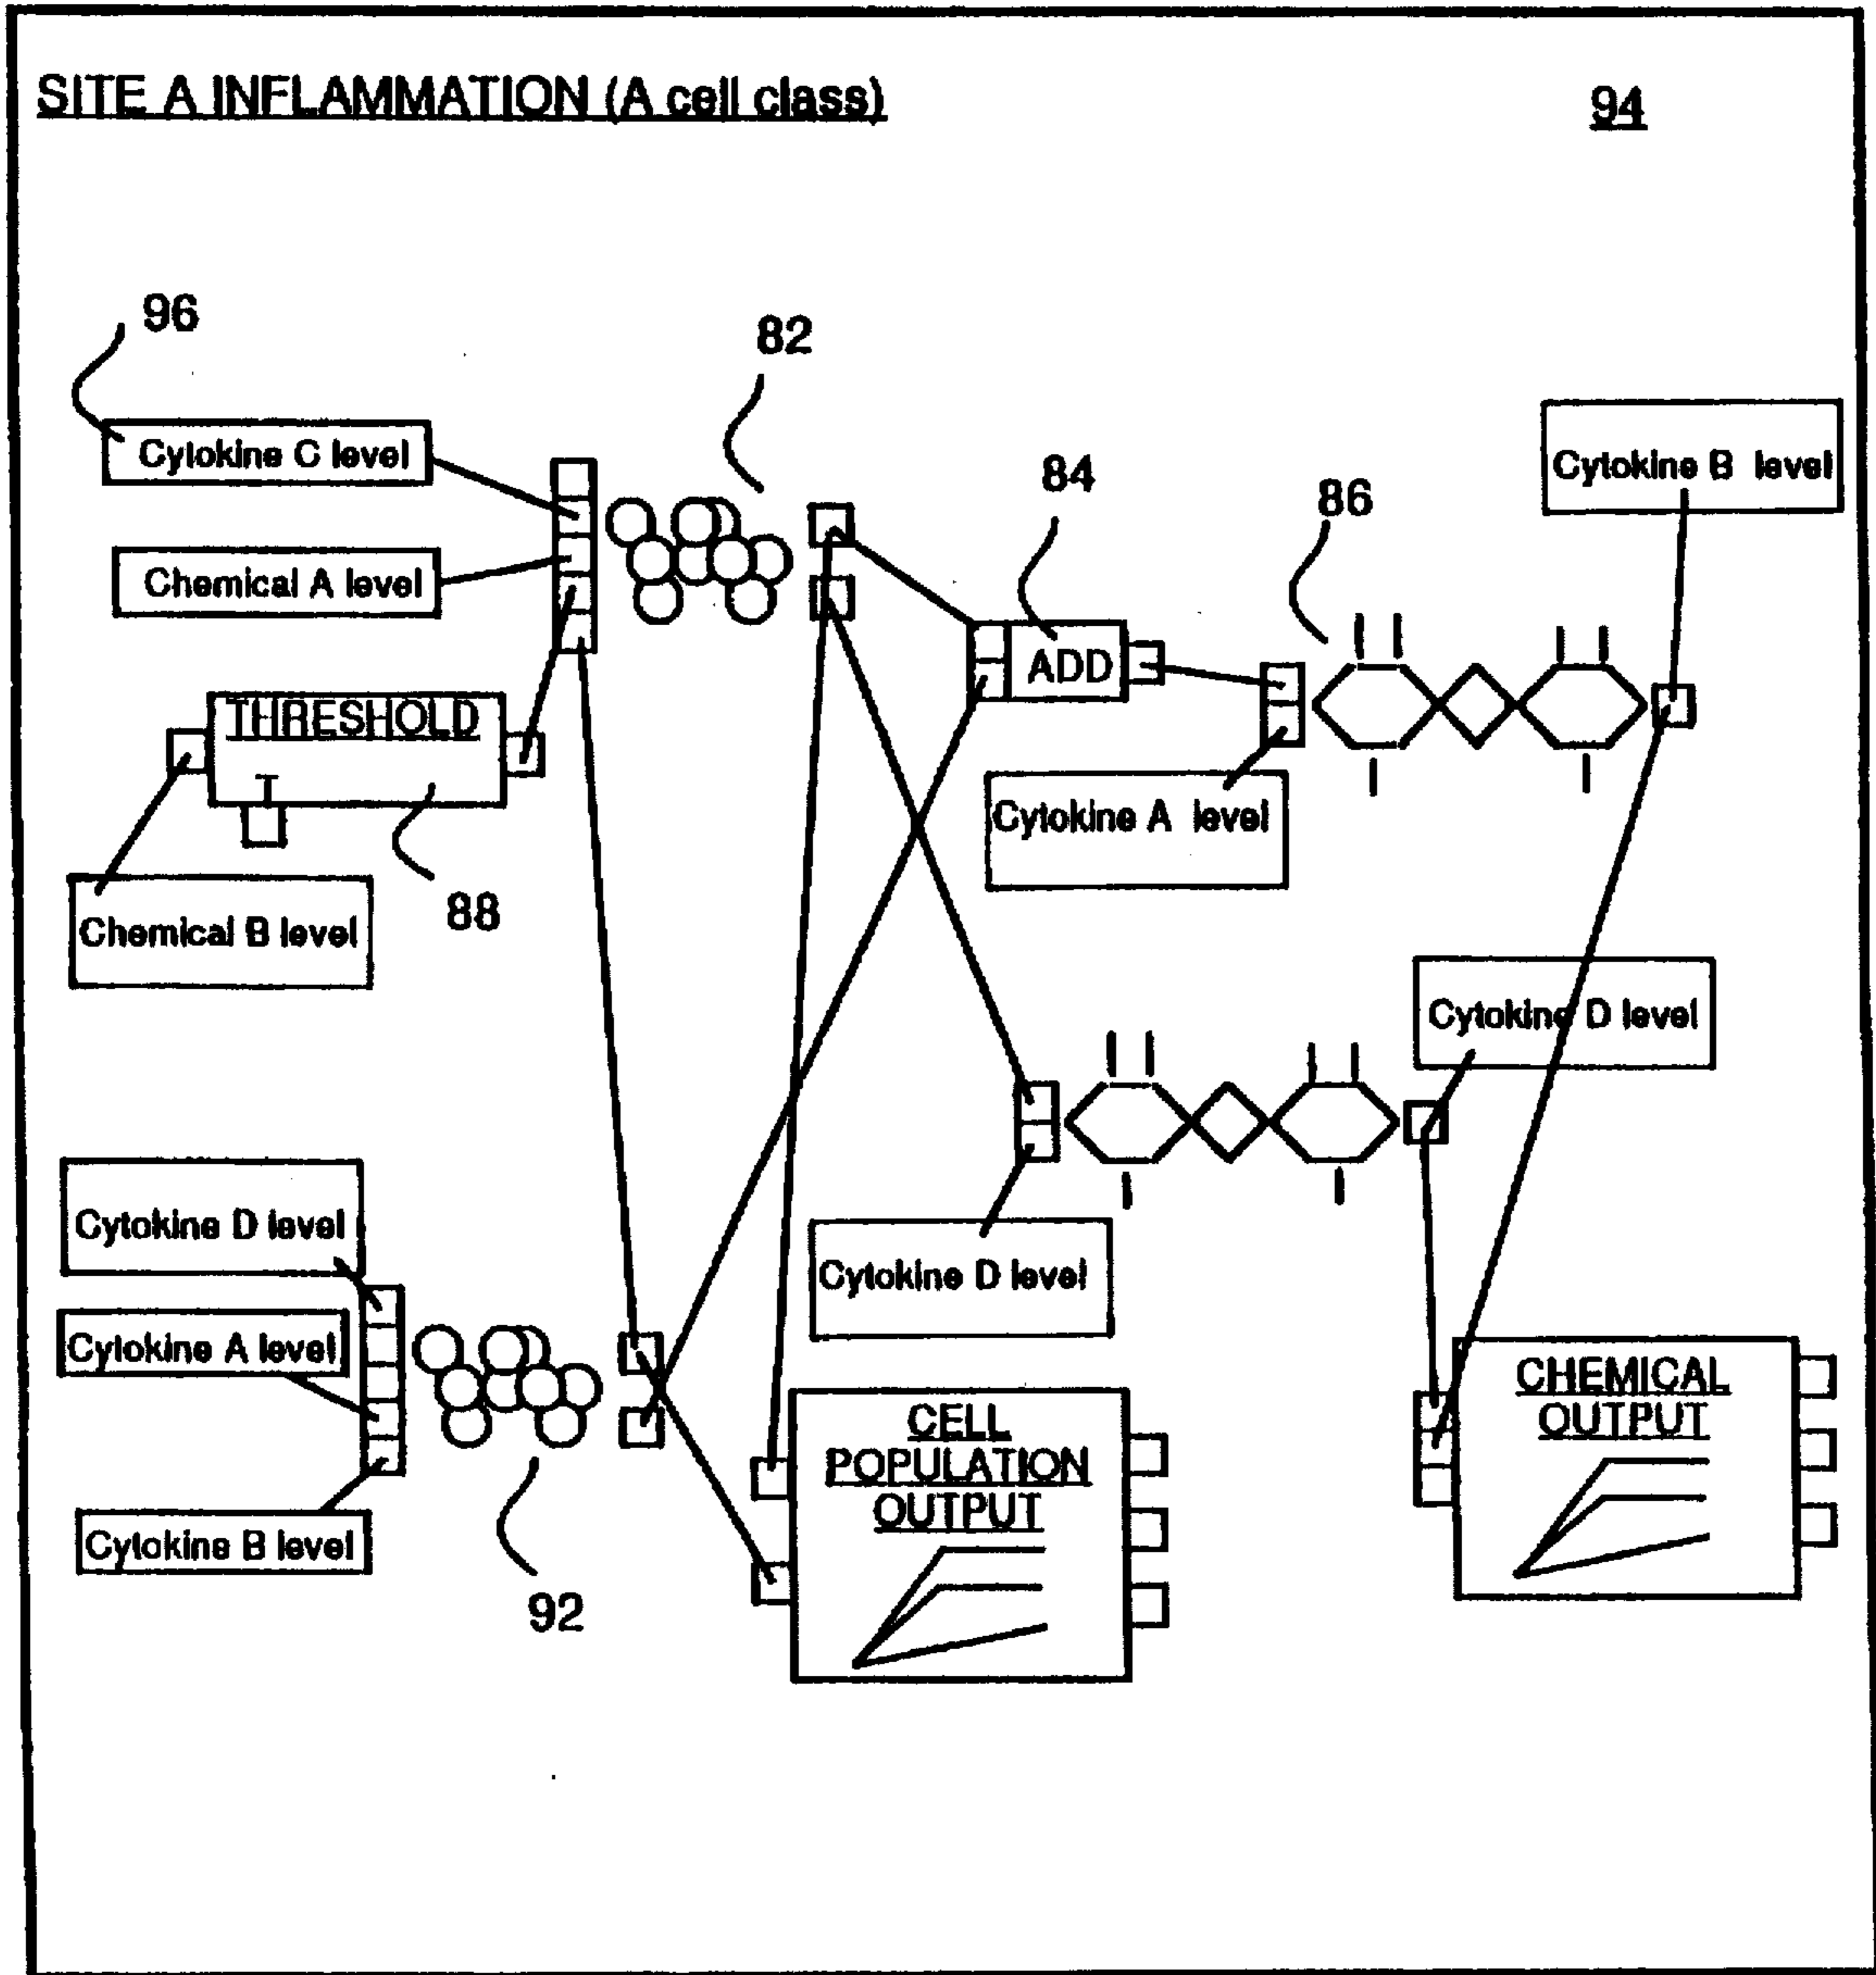 SITE A INFLAMMATION (A cell class)
94
96
82
Cytokine C level
84
86
Cytokine B level
Chemical A level
ADD
THRESHOLD
T
Cytokine A level
88
Chemical B level
Cytokine D level
Cytokine D level
Cytokine D level
Cytokine A level
CELL
POPULATION
OUTPUT
CHEMICAL
OUTPUT
Cytokine B level
92